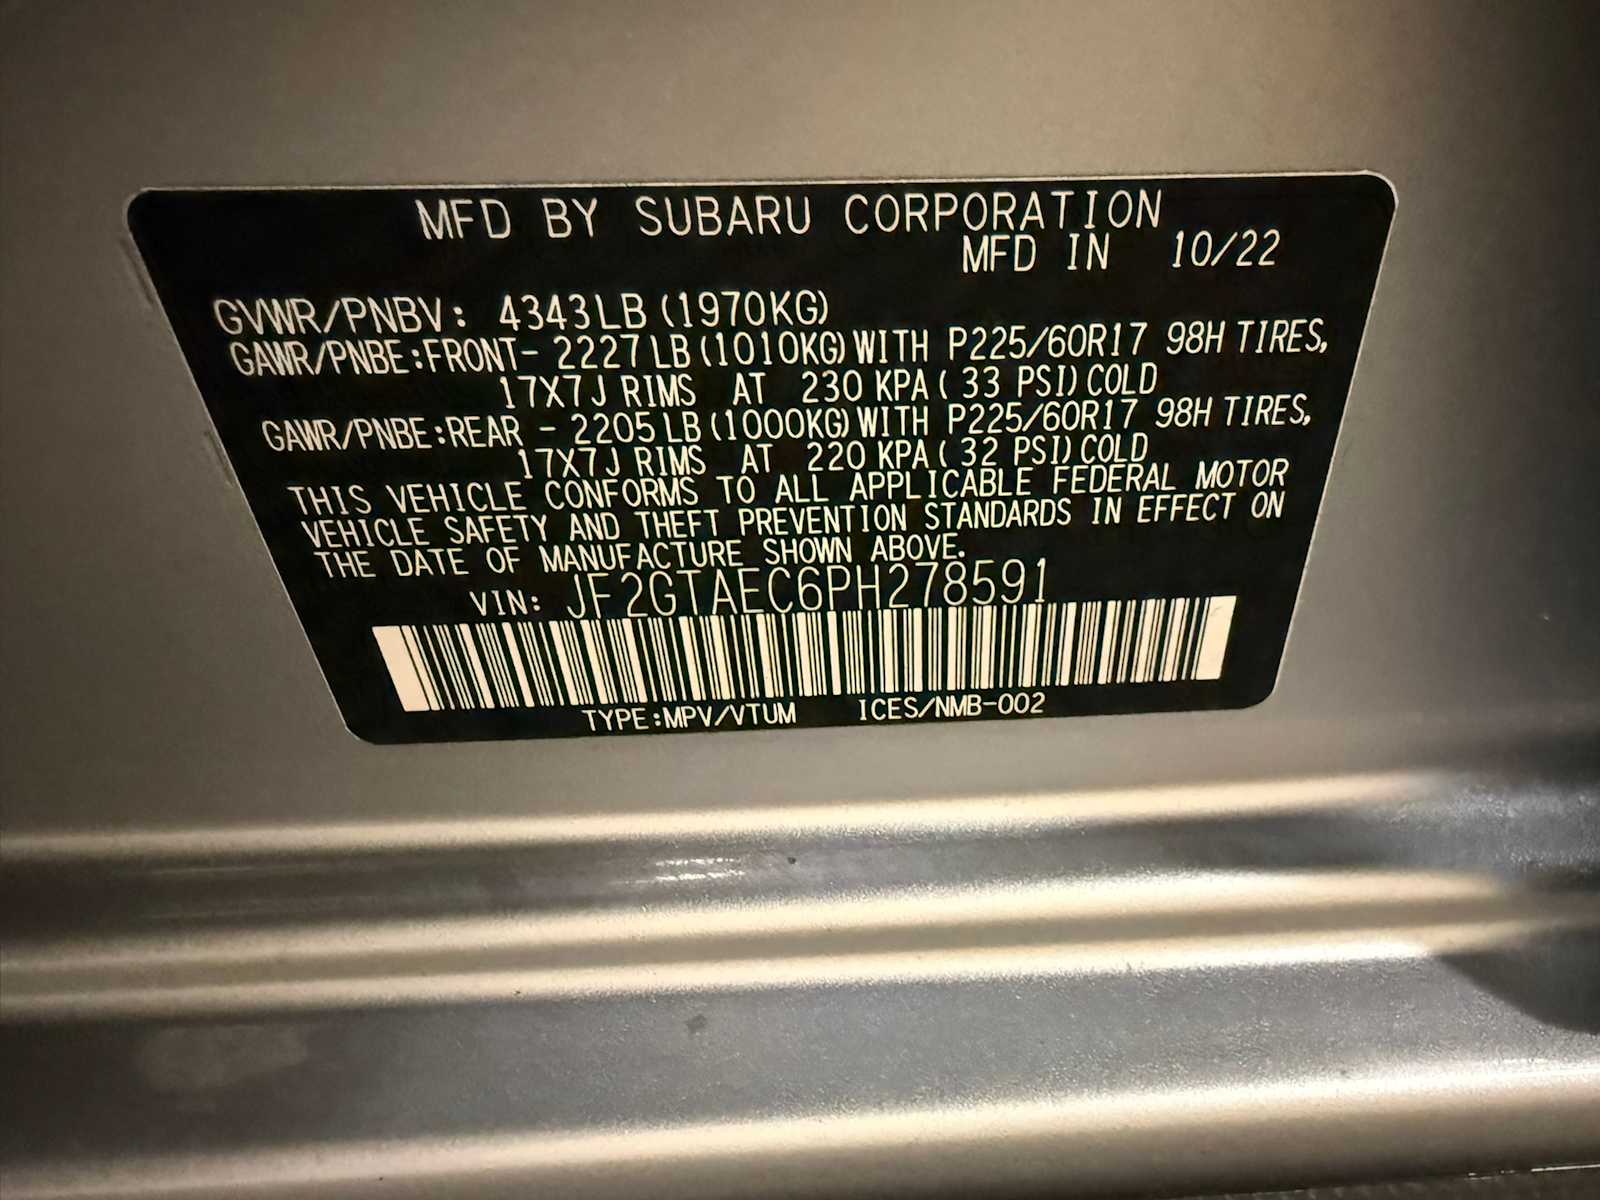 MFD BY SUBARU CORPORATION
MFD IN 10/22
GVWR/PNBV: 4343LB (1970KG)
GAWR/PNBE:FRONT- 2227LB (1010KG) WITH P225/60R17 98H TIRES,
17X7J RIMS AT 230 KPA ( 33 PSI) COLD
GAWR/PNBE:REAR - 2205LB (1000KG) WITH P225/60R17 98H TIRES,
17X7J RIMS AT 220 KPA ( 32 PSI) COLD
THIS VEHICLE CONFORMS TO ALL APPLICABLE FEDERAL MOTOR
VEHICLE SAFETY AND THEFT PREVENTION STANDARDS IN EFFECT ON
THE DATE OF MANUFACTURE SHOWN ABOVE.
VIN: JF2GTAEC6PH278591
TYPE:MPV/VTUM ICES/NMB-002